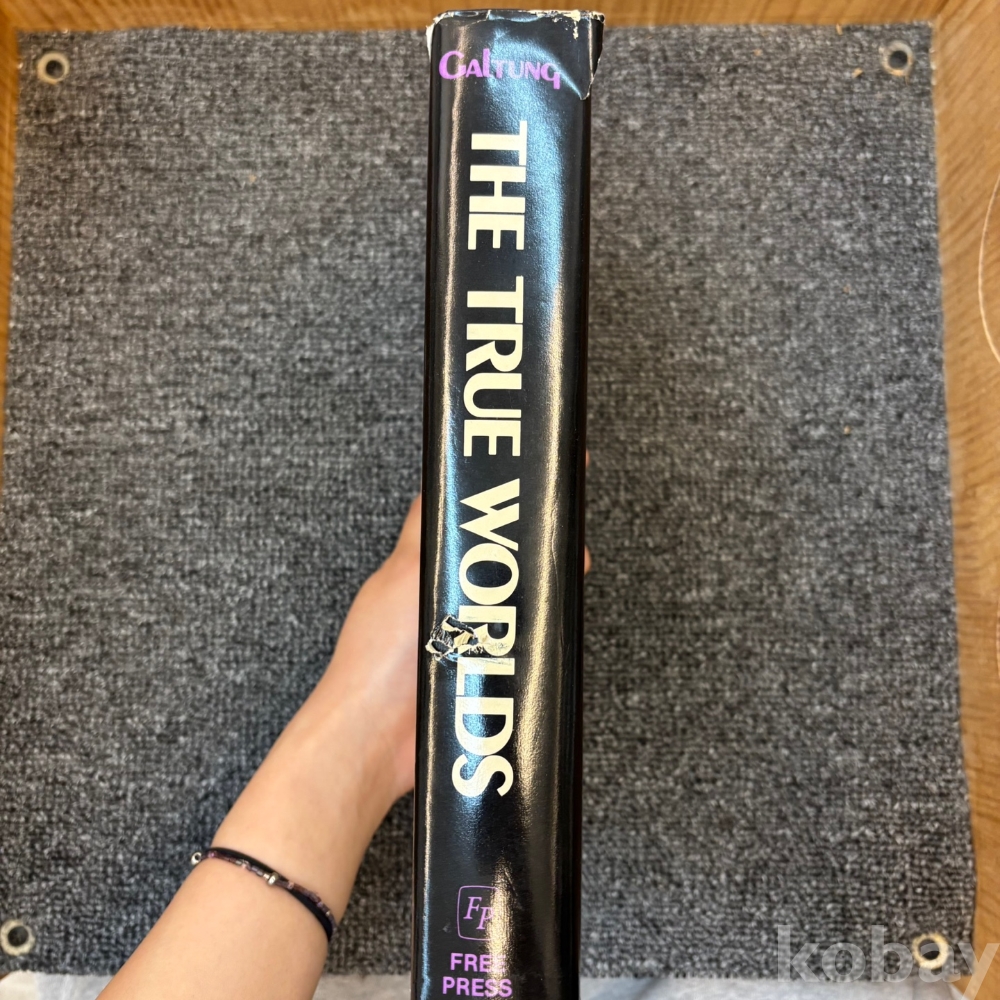 GALTUNG
THE TRUE WORLDS
FP
FREE
PRESS
kobay